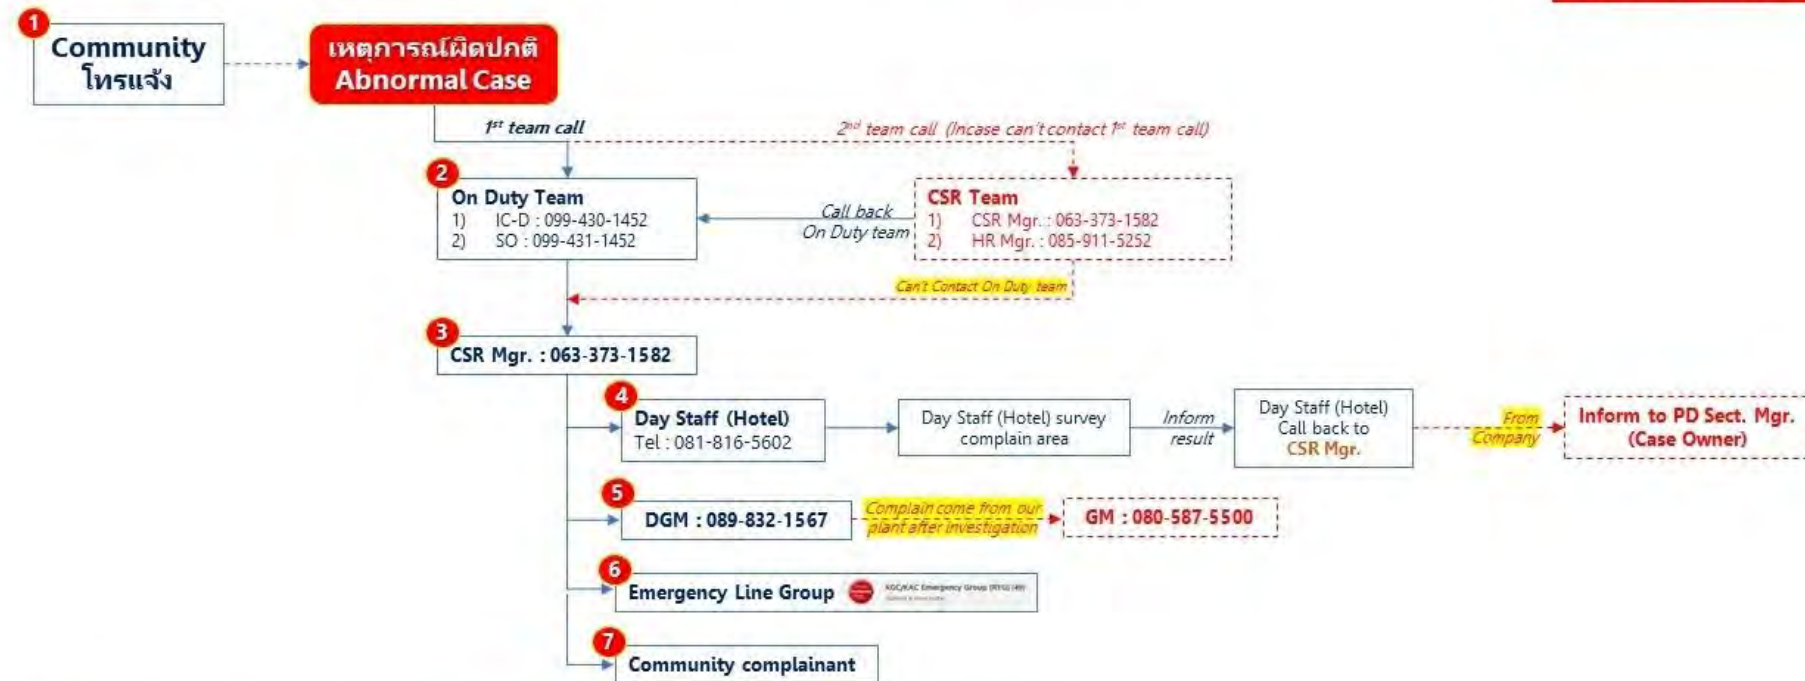 1
Community
โทรแจ้ง
เหตุการณ์ผิดปกติ
Abnormal Case
1st team call
2nd team call (Incase can't contact 1st team call)
2
On Duty Team
1) IC-D : 099-430-1452
2) SO : 099-431-1452
Call back
On Duty team
CSR Team
1) CSR Mgr. : 063-373-1582
2) HR Mgr. : 085-911-5252
Can't Contact On Duty team
3
CSR Mgr. : 063-373-1582
4
Day Staff (Hotel)
Tel : 081-816-5602
Day Staff (Hotel) survey
complain area
Inform
result
Day Staff (Hotel)
Call back to
CSR Mgr.
From
Company
Inform to PD Sect. Mgr.
(Case Owner)
5
DGM : 089-832-1567
Complain come from our
plant after investigation
GM : 080-587-5500
6
Emergency Line Group
Emergency Group
7
Community complainant